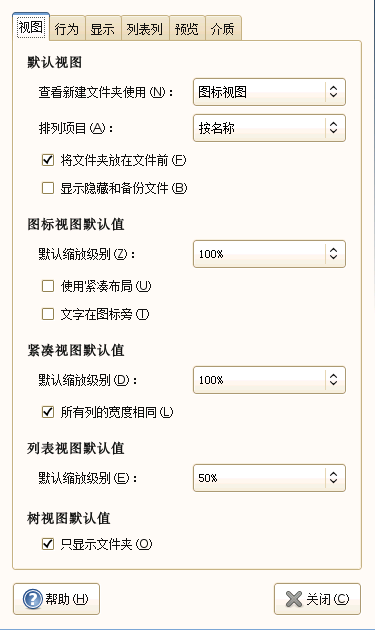 视图 行为 显示 列表列 预览 介质
默认视图
查看新建文件夹使用(N)： 图标视图
排列项目(A)： 按名称
将文件夹放在文件前(F)
显示隐藏和备份文件(B)
图标视图默认值
默认缩放级别(Z)： 100%
使用紧凑布局(U)
文字在图标旁(T)
紧凑视图默认值
默认缩放级别(D)： 100%
所有列的宽度相同(L)
列表视图默认值
默认缩放级别(E)： 50%
树视图默认值
只显示文件夹(O)
帮助(H) 关闭(C)